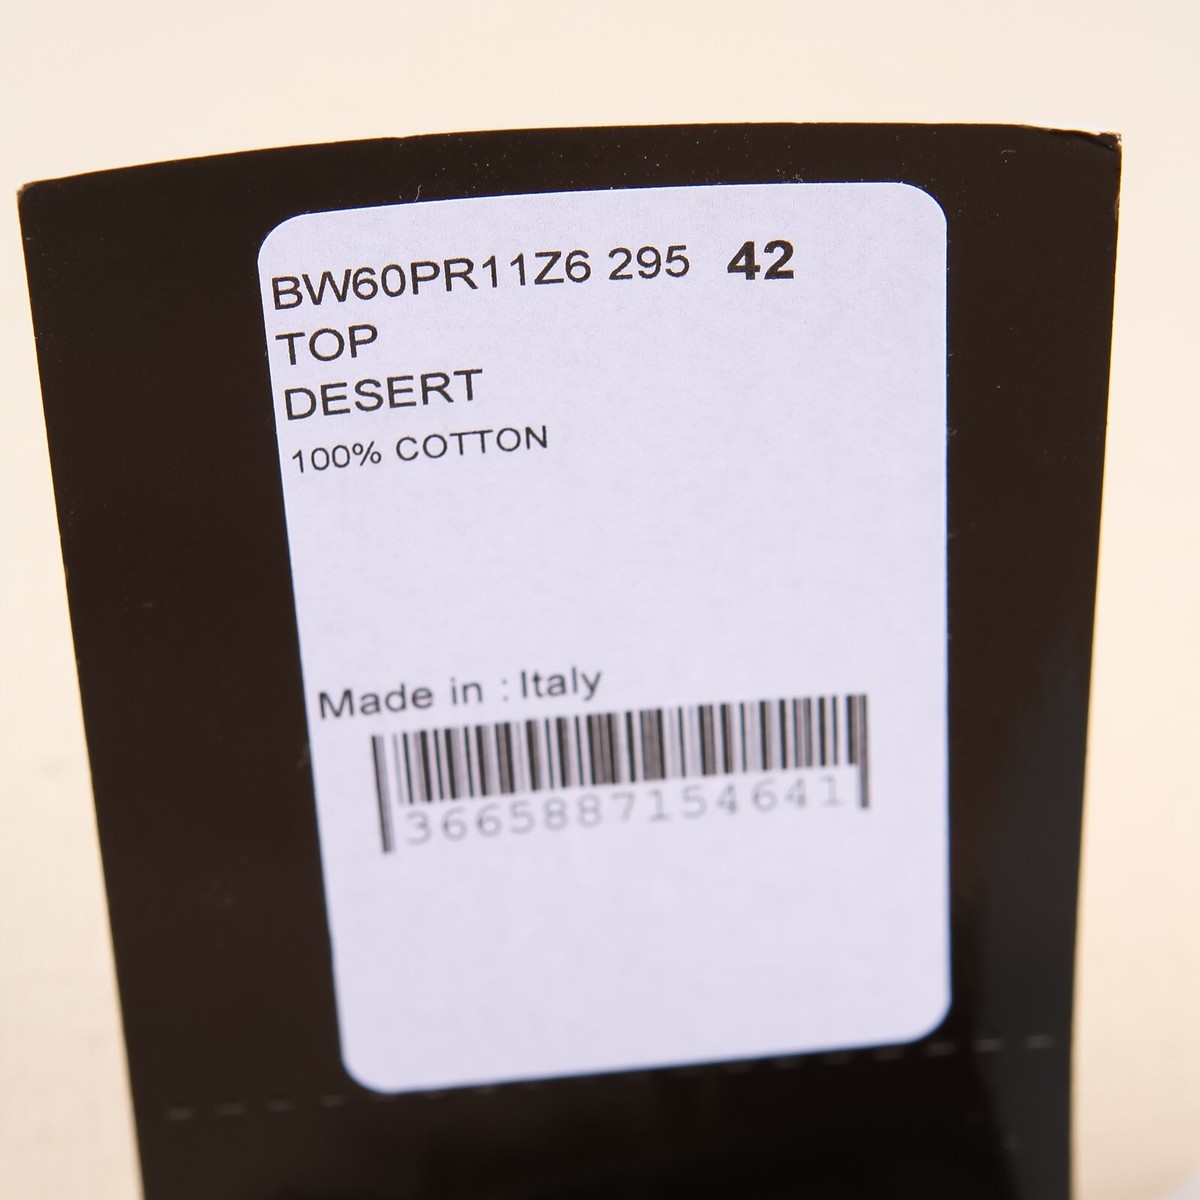 BW60PR11Z6 295 42
TOP
DESERT
100% COTTON
Made in : Italy
3665887154641